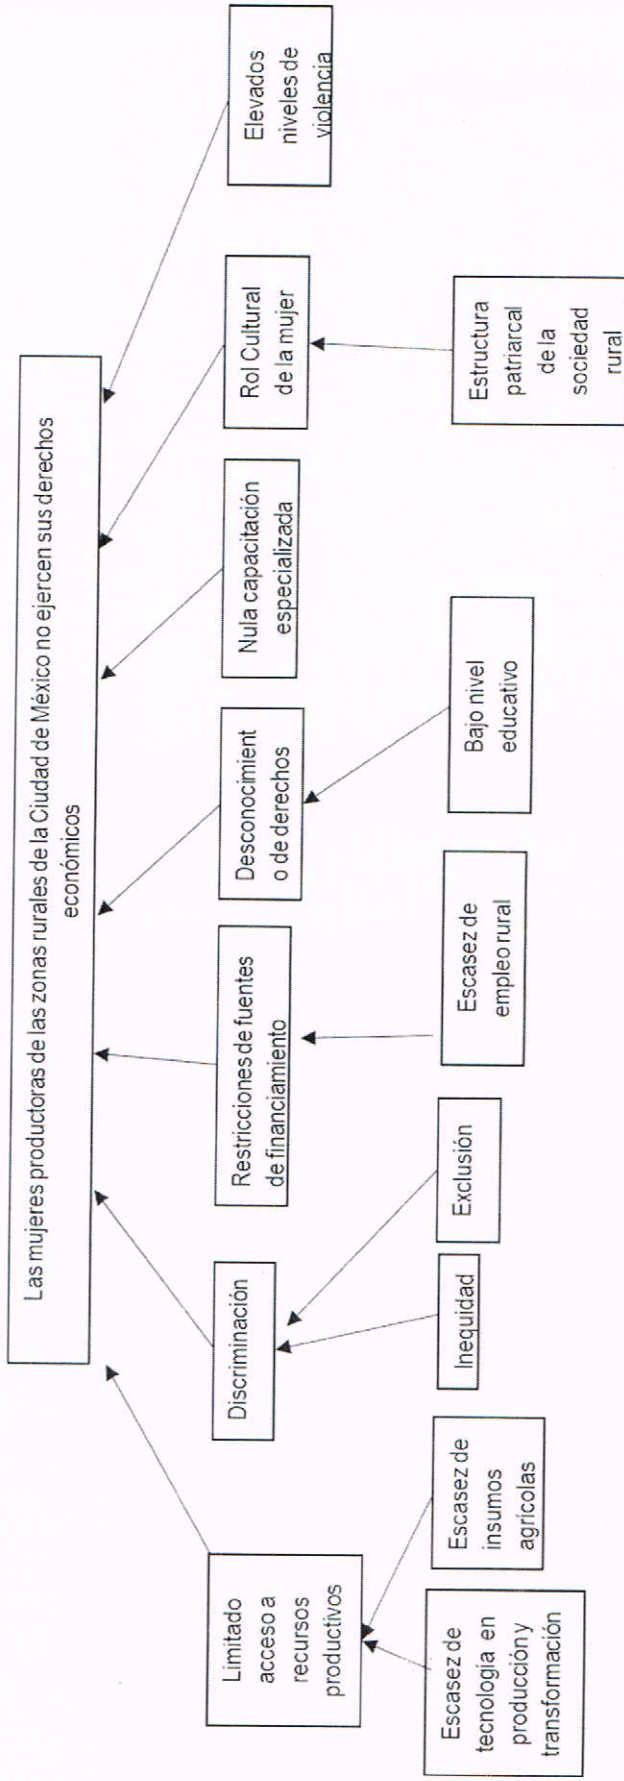 Las mujeres productoras de las zonas rurales de la Ciudad de México no ejercen sus derechos
económicos
Limitado
acceso a
recursos
productivos
Discriminación
Restricciones de fuentes
de financiamiento
Desconocimient
o de derechos
Nula capacitación
especializada
Rol Cultural
de la mujer
Elevados
niveles de
violencia
Escasez de
tecnología en
producción y
transformación
Escasez de
insumos
agrícolas
Inequidad
Exclusión
Escasez de
empleo rural
Bajo nivel
educativo
Estructura
patriarcal
de la
sociedad
rural